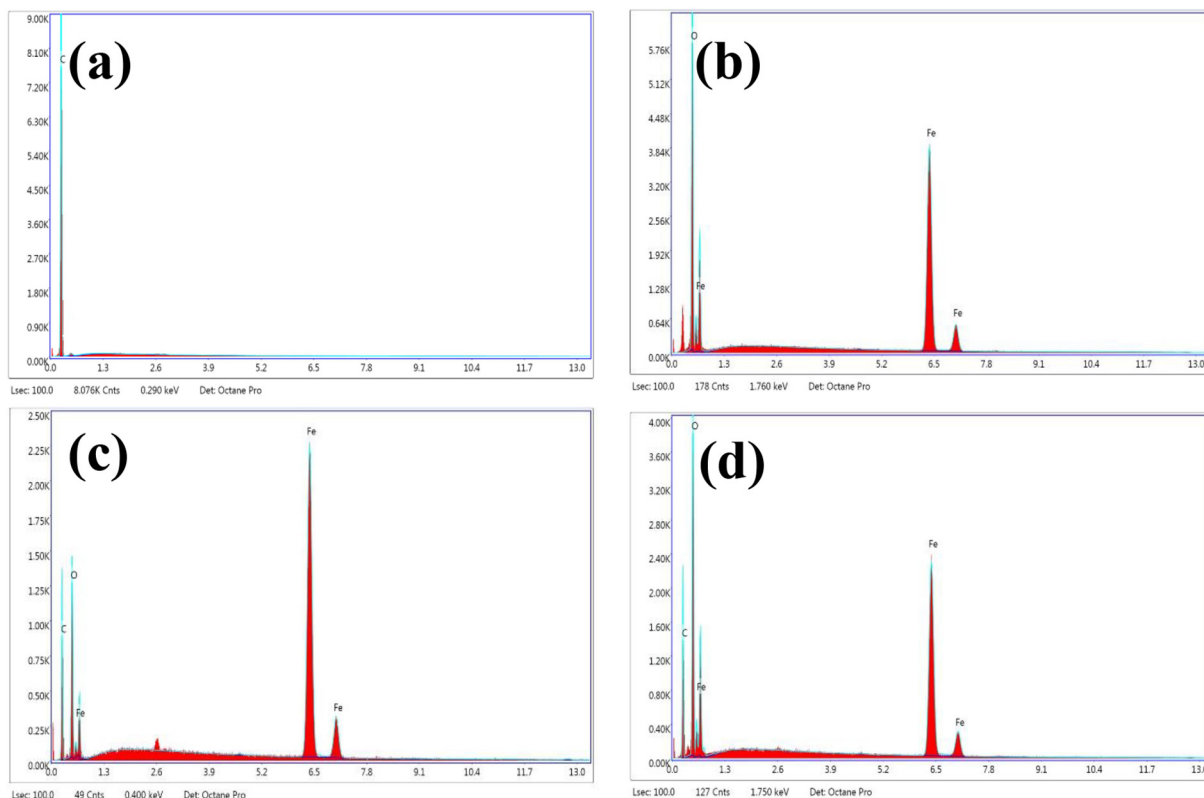 (a)
9.00K
8.10K
7.20K
6.30K
5.40K
4.50K
3.60K
2.70K
1.80K
0.90K
0.00K
C
0.0 1.3 2.6 3.9 5.2 6.5 7.8 9.1 10.4 11.7 13.0
Lsec: 100.0 8.076K Cnts 0.290 keV Det: Octane Pro
(b)
5.76K
5.12K
4.48K
3.84K
3.20K
2.56K
1.92K
1.28K
0.64K
0.00K
O
Fe
Fe
Fe
0.0 1.3 2.6 3.9 5.2 6.5 7.8 9.1 10.4 11.7 13.0
Lsec: 100.0 178 Cnts 1.760 keV Det: Octane Pro
(c)
2.50K
2.25K
2.00K
1.75K
1.50K
1.25K
1.00K
0.75K
0.50K
0.25K
0.00K
Fe
O
C
Fe
Fe
0.0 1.3 2.6 3.9 5.2 6.5 7.8 9.1 10.4 11.7 13.0
Lsec: 100.0 49 Cnts 0.400 keV Det: Octane Pro
(d)
4.00K
3.60K
3.20K
2.80K
2.40K
2.00K
1.60K
1.20K
0.80K
0.40K
0.00K
O
Fe
C
Fe
Fe
0.0 1.3 2.6 3.9 5.2 6.5 7.8 9.1 10.4 11.7 13.0
Lsec: 100.0 127 Cnts 1.750 keV Det: Octane Pro